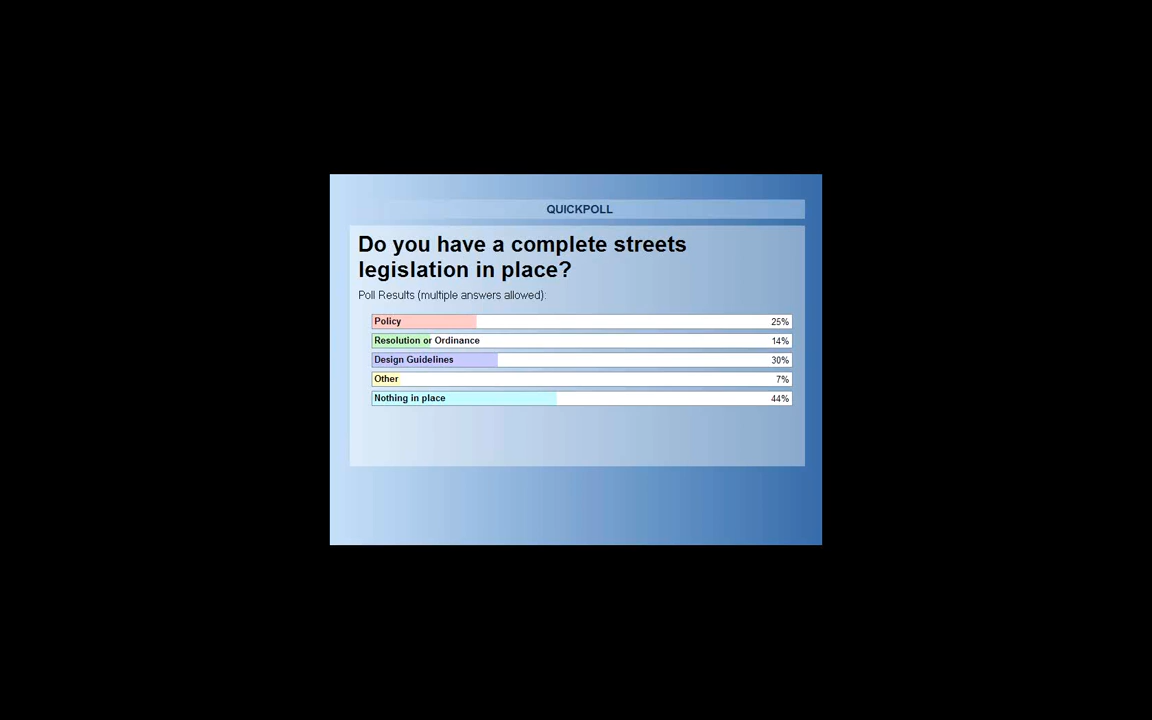 QUICKPOLL
Do you have a complete streets
legislation in place?
Poll Results (multiple answers allowed):
Policy 25%
Resolution or Ordinance 14%
Design Guidelines 30%
Other 7%
Nothing in place 44%